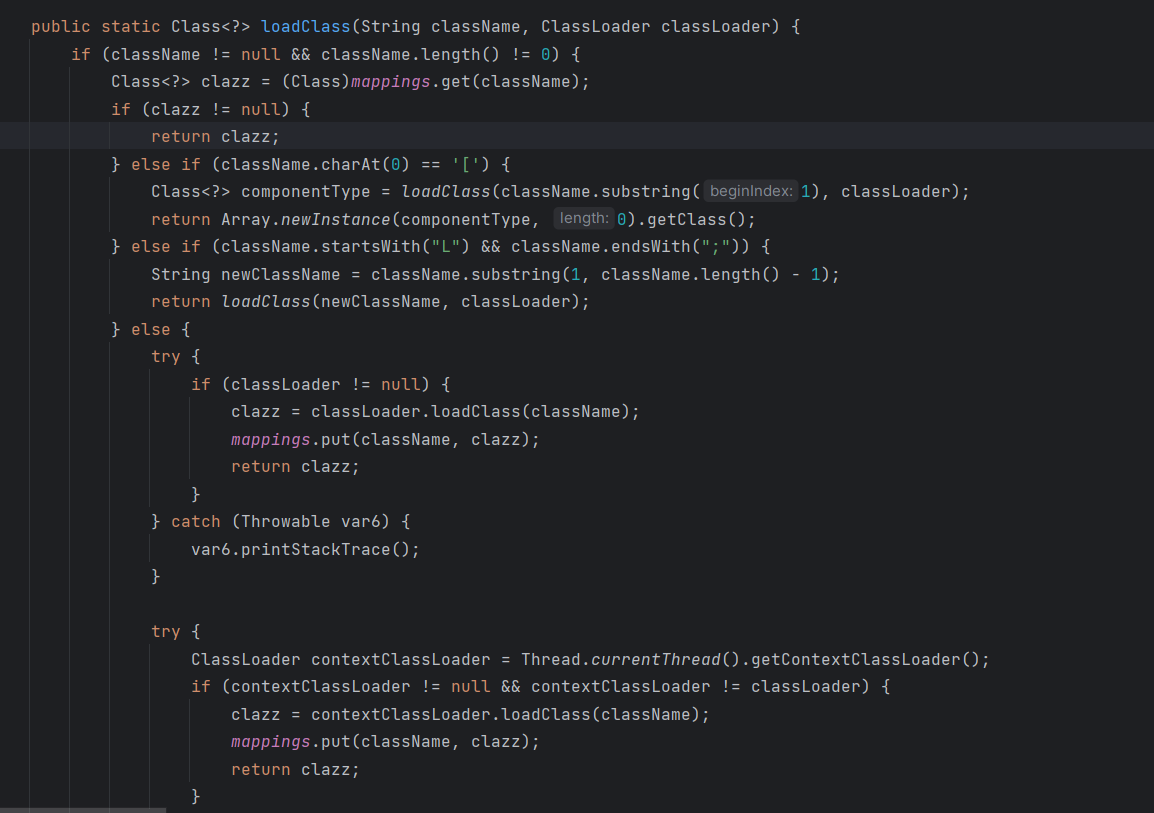 public static Class<?> loadClass(String className, ClassLoader classLoader) {
    if (className != null && className.length() != 0) {
        Class<?> clazz = (Class)mappings.get(className);
        if (clazz != null) {
            return clazz;
        } else if (className.charAt(0) == '[') {
            Class<?> componentType = loadClass(className.substring( beginIndex: 1), classLoader);
            return Array.newInstance(componentType, length: 0).getClass();
        } else if (className.startsWith("L") && className.endsWith(";")) {
            String newClassName = className.substring(1, className.length() - 1);
            return loadClass(newClassName, classLoader);
        } else {
            try {
                if (classLoader != null) {
                    clazz = classLoader.loadClass(className);
                    mappings.put(className, clazz);
                    return clazz;
                }
            } catch (Throwable var6) {
                var6.printStackTrace();
            }

            try {
                ClassLoader contextClassLoader = Thread.currentThread().getContextClassLoader();
                if (contextClassLoader != null && contextClassLoader != classLoader) {
                    clazz = contextClassLoader.loadClass(className);
                    mappings.put(className, clazz);
                    return clazz;
                }